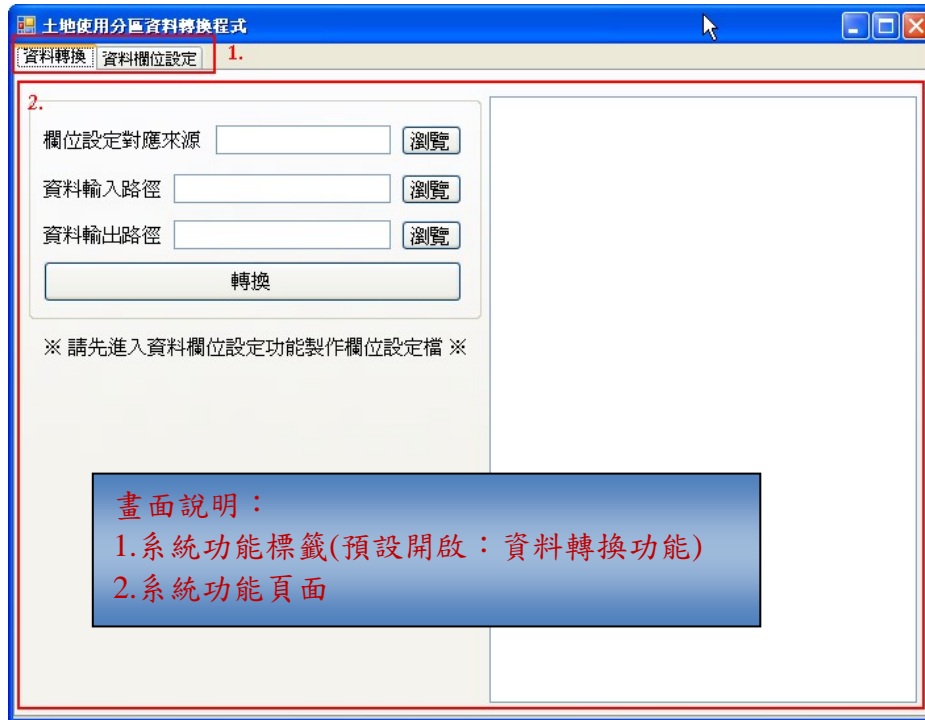 土地使用分區資料轉換程式
資料轉換 資料欄位設定 1.
2.
欄位設定對應來源 瀏覽
資料輸入路徑 瀏覽
資料輸出路徑 瀏覽
轉換
※ 請先進入資料欄位設定功能製作欄位設定檔 ※
畫面說明：
1.系統功能標籤(預設開啟：資料轉換功能)
2.系統功能頁面